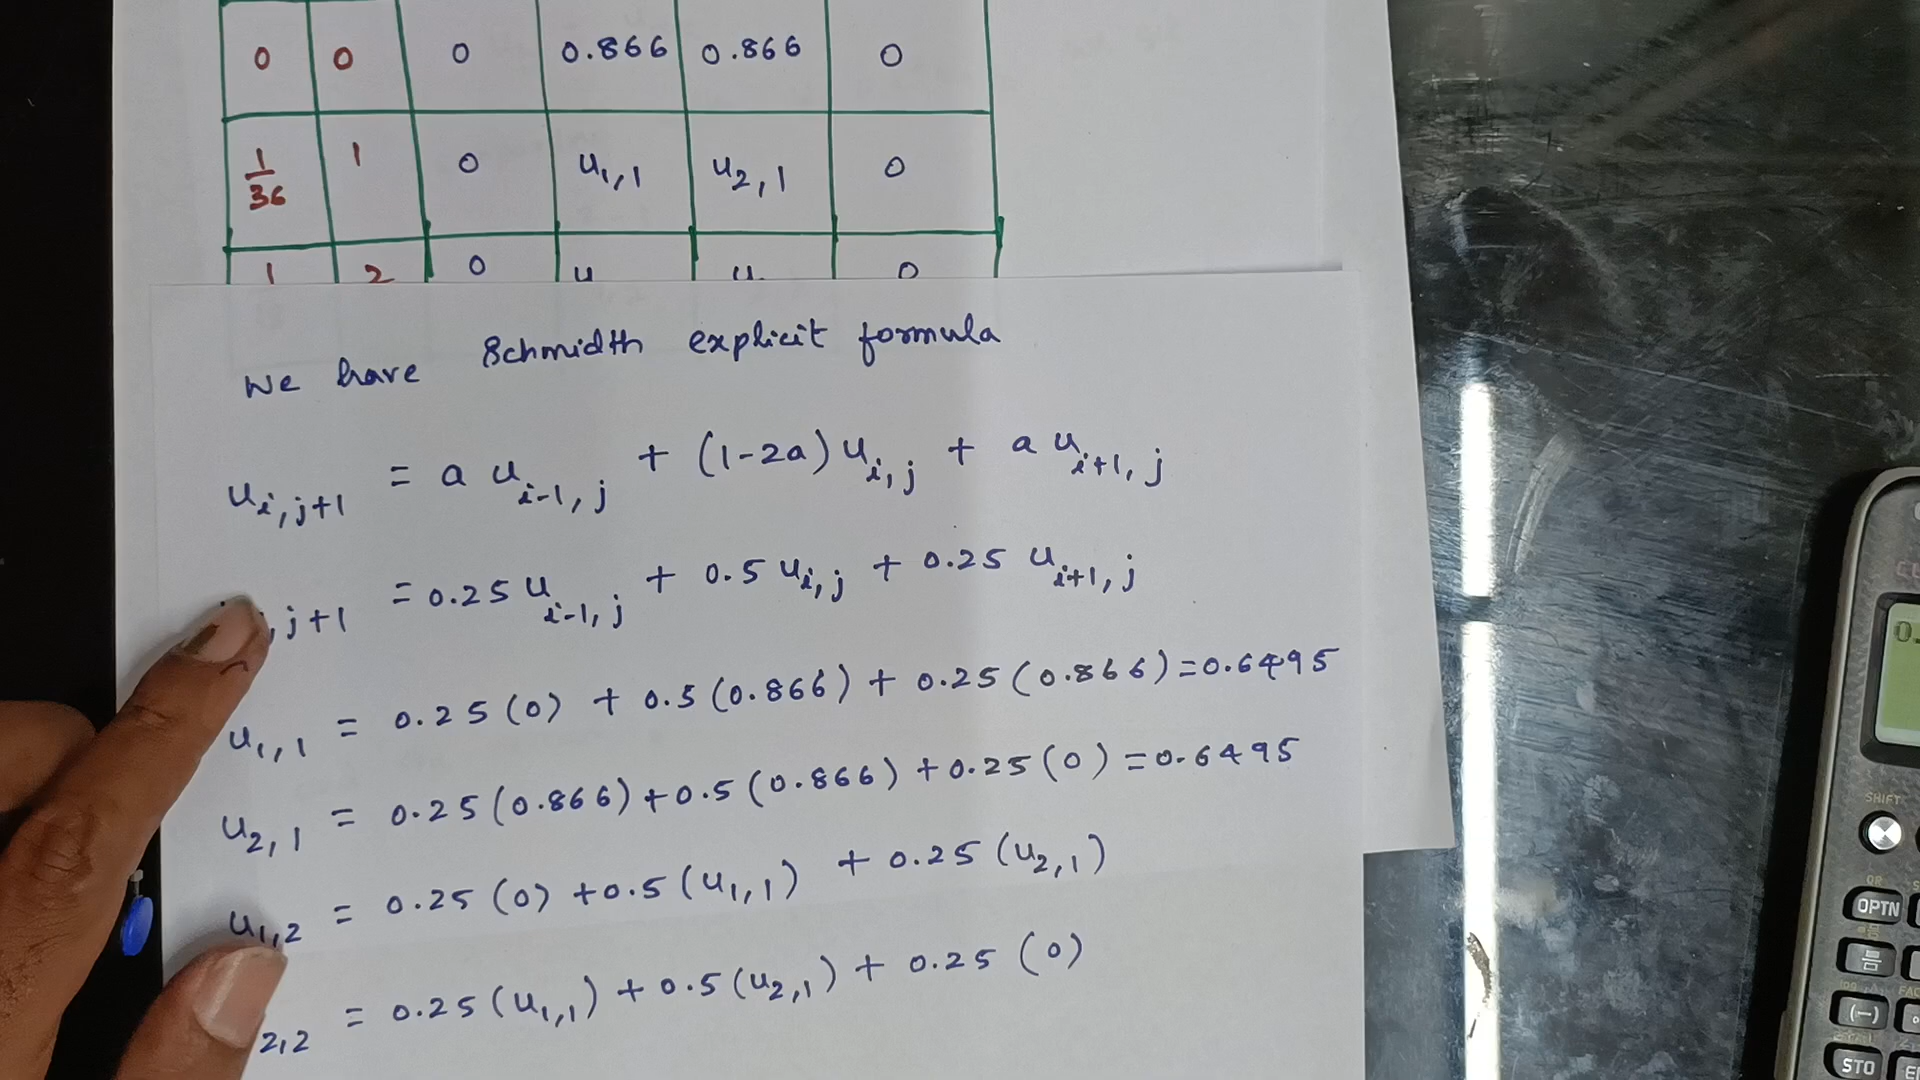 0 0 0 0.866 0.866 0
1/36 1 0 u1,1 u2,1 0
1 2 0 u u 0
We have Schmidth explicit formula
ui,j+1 = a ui-1,j + (1-2a) ui,j + a ui+1,j
,j+1 = 0.25 ui-1,j + 0.5 ui,j + 0.25 ui+1,j
u1,1 = 0.25(0) + 0.5(0.866) + 0.25(0.866) = 0.6495
u2,1 = 0.25(0.866) + 0.5(0.866) + 0.25(0) = 0.6495
u1,2 = 0.25(0) + 0.5(u1,1) + 0.25(u2,1)
2,2 = 0.25(u1,1) + 0.5(u2,1) + 0.25(0)
0.
SHIFT
OPTN
(-)
STO